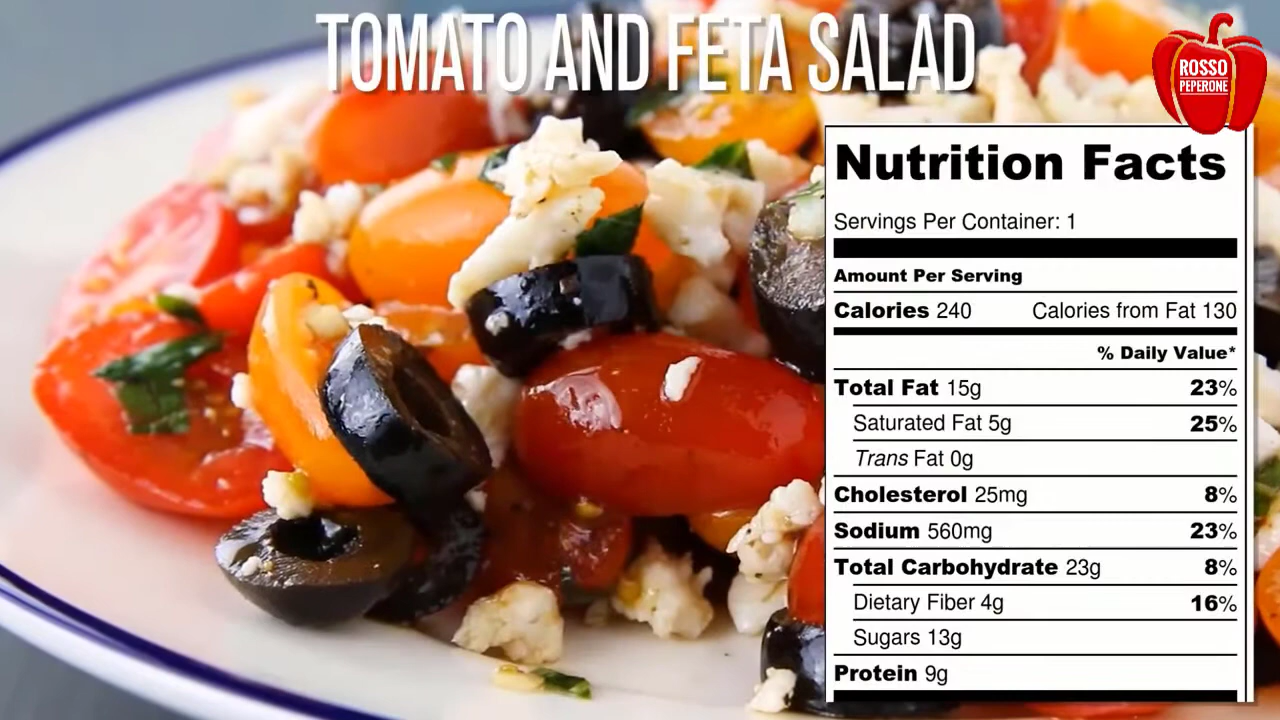 TOMATO AND FETA SALAD
ROSSO
PEPERONE
Nutrition Facts
Servings Per Container: 1
Amount Per Serving
Calories 240 Calories from Fat 130
% Daily Value*
Total Fat 15g 23%
Saturated Fat 5g 25%
Trans Fat 0g
Cholesterol 25mg 8%
Sodium 560mg 23%
Total Carbohydrate 23g 8%
Dietary Fiber 4g 16%
Sugars 13g
Protein 9g